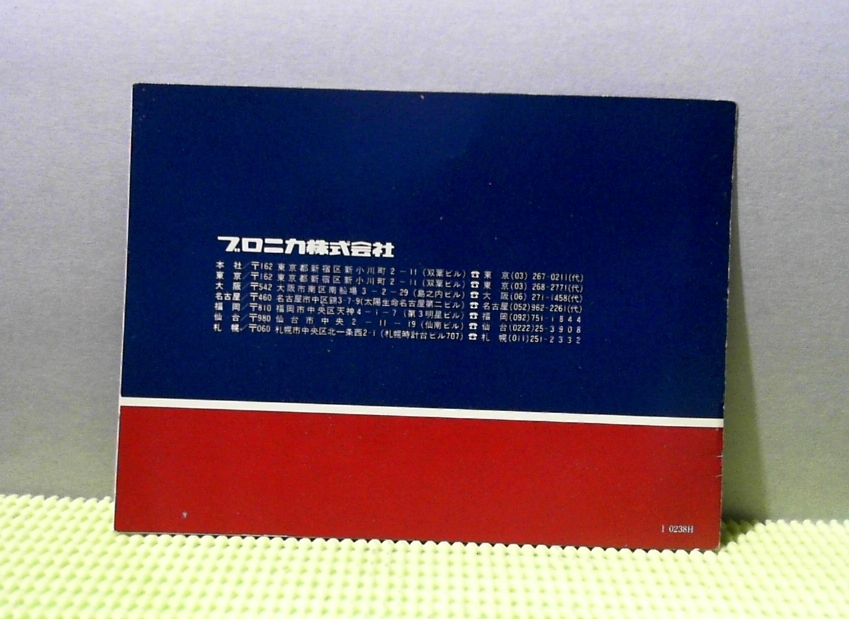 ブロニカ株式会社
本社/〒162 東京都新宿区新小川町2-11(双葉ビル)☎東京(03)267-0211(代)
東京/〒162 東京都新宿区新小川町2-11(双葉ビル)☎東京(03)268-2771(代)
大阪/〒542 大阪市南区南船場3-2-29(島之内ビル)☎大阪(06)271-1458(代)
名古屋/〒460 名古屋市中区錦3-7-9(太陽生命名古屋第二ビル)☎名古屋(052)962-2261(代)
福岡/〒810 福岡市中央区天神4-1-7(第3明星ビル)☎福岡(092)751-1844
仙台/〒980 仙台市中央2-11-19(仙南ビル)☎仙台(0222)25-3908
札幌/〒060 札幌市中央区北一条西2-1(札幌時計台ビル707)☎札幌(011)251-2332
I 0238H